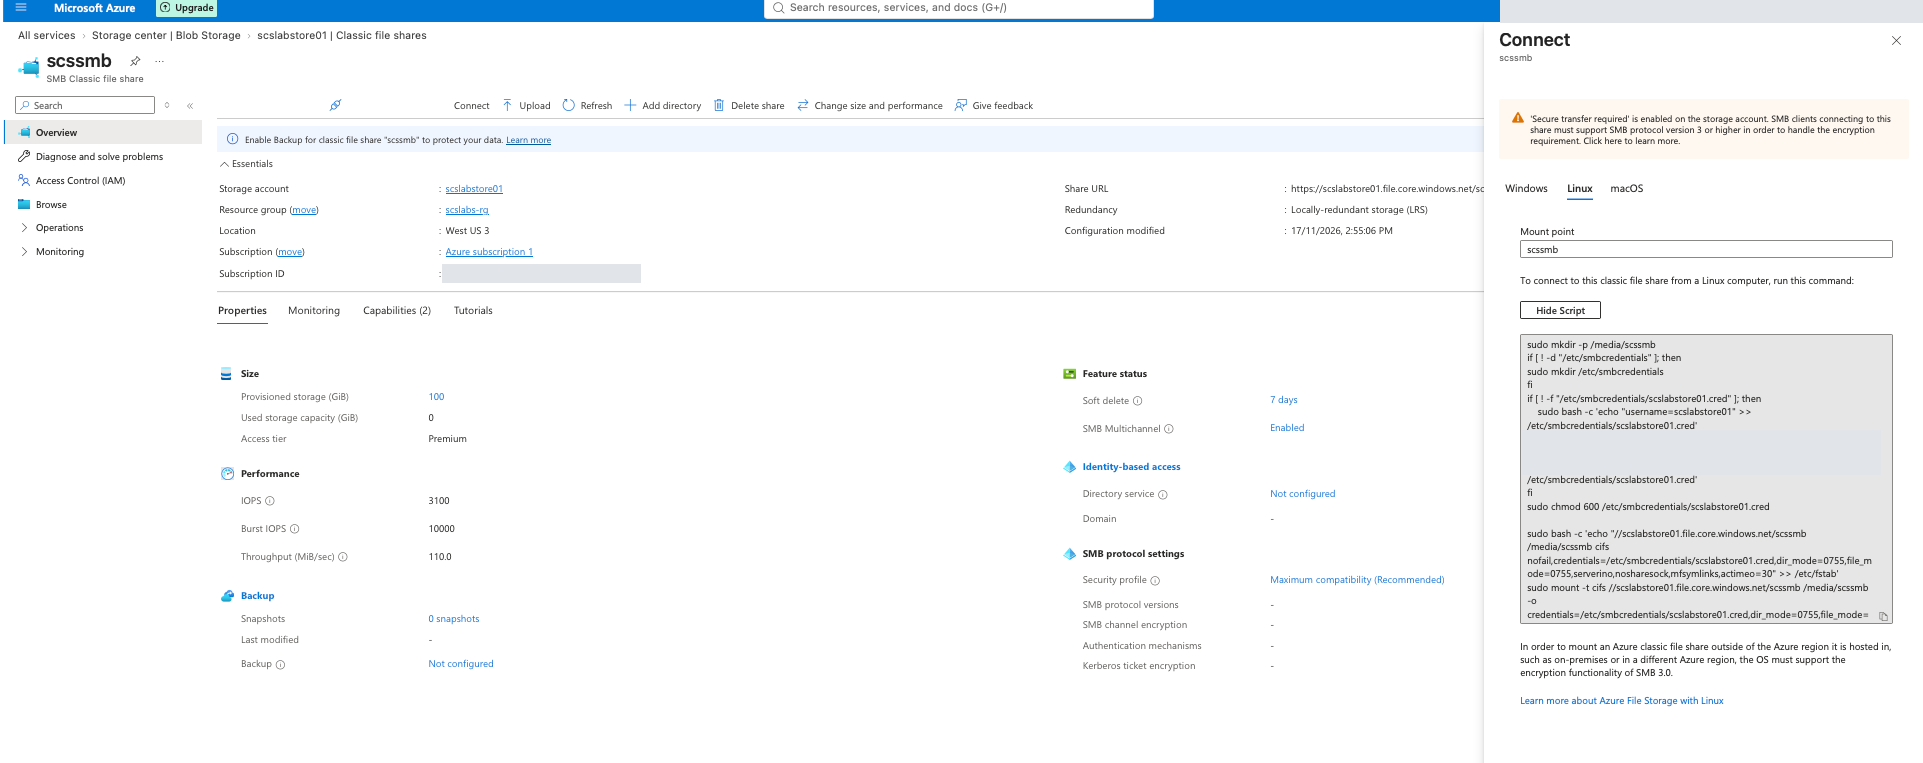 Microsoft Azure
Upgrade
Search resources, services, and docs (G+/)
All services > Storage center | Blob Storage > scslabstore01 | Classic file shares
scssmb
...
SMB Classic file share
Search
Overview
Diagnose and solve problems
Access Control (IAM)
Browse
Operations
Monitoring
Connect
Upload
Refresh
Add directory
Delete share
Change size and performance
Give feedback
Enable Backup for classic file share "scssmb" to protect your data. Learn more
Essentials
Storage account : scslabstore01
Resource group (move) : scslabs-rg
Location : West US 3
Subscription (move) : Azure subscription 1
Subscription ID :
Share URL : https://scslabstore01.file.core.windows.net/sc
Redundancy : Locally-redundant storage (LRS)
Configuration modified : 17/11/2026, 2:55:06 PM
Properties
Monitoring
Capabilities (2)
Tutorials
Size
Provisioned storage (GiB) 100
Used storage capacity (GiB) 0
Access tier Premium
Performance
IOPS 3100
Burst IOPS 10000
Throughput (MiB/sec) 110.0
Backup
Snapshots 0 snapshots
Last modified -
Backup Not configured
Feature status
Soft delete 7 days
SMB Multichannel Enabled
Identity-based access
Directory service Not configured
Domain -
SMB protocol settings
Security profile Maximum compatibility (Recommended)
SMB protocol versions -
SMB channel encryption -
Authentication mechanisms -
Kerberos ticket encryption -
Connect
scssmb
'Secure transfer required' is enabled on the storage account. SMB clients connecting to this
share must support SMB protocol version 3 or higher in order to handle the encryption
requirement. Click here to learn more.
Windows
Linux
macOS
Mount point
scssmb
To connect to this classic file share from a Linux computer, run this command:
Hide Script
sudo mkdir -p /media/scssmb
if [ ! -d "/etc/smbcredentials" ]; then
sudo mkdir /etc/smbcredentials
fi
if [ ! -f "/etc/smbcredentials/scslabstore01.cred" ]; then
sudo bash -c 'echo "username=scslabstore01" >>
/etc/smbcredentials/scslabstore01.cred'
/etc/smbcredentials/scslabstore01.cred'
fi
sudo chmod 600 /etc/smbcredentials/scslabstore01.cred
sudo bash -c 'echo "//scslabstore01.file.core.windows.net/scssmb
/media/scssmb cifs
nofail,credentials=/etc/smbcredentials/scslabstore01.cred,dir_mode=0755,file_m
ode=0755,serverino,nosharesock,mfsymlinks,actimeo=30" >> /etc/fstab'
sudo mount -t cifs //scslabstore01.file.core.windows.net/scssmb /media/scssmb
-o
credentials=/etc/smbcredentials/scslabstore01.cred,dir_mode=0755,file_mode=
In order to mount an Azure classic file share outside of the Azure region it is hosted in,
such as on-premises or in a different Azure region, the OS must support the
encryption functionality of SMB 3.0.
Learn more about Azure File Storage with Linux